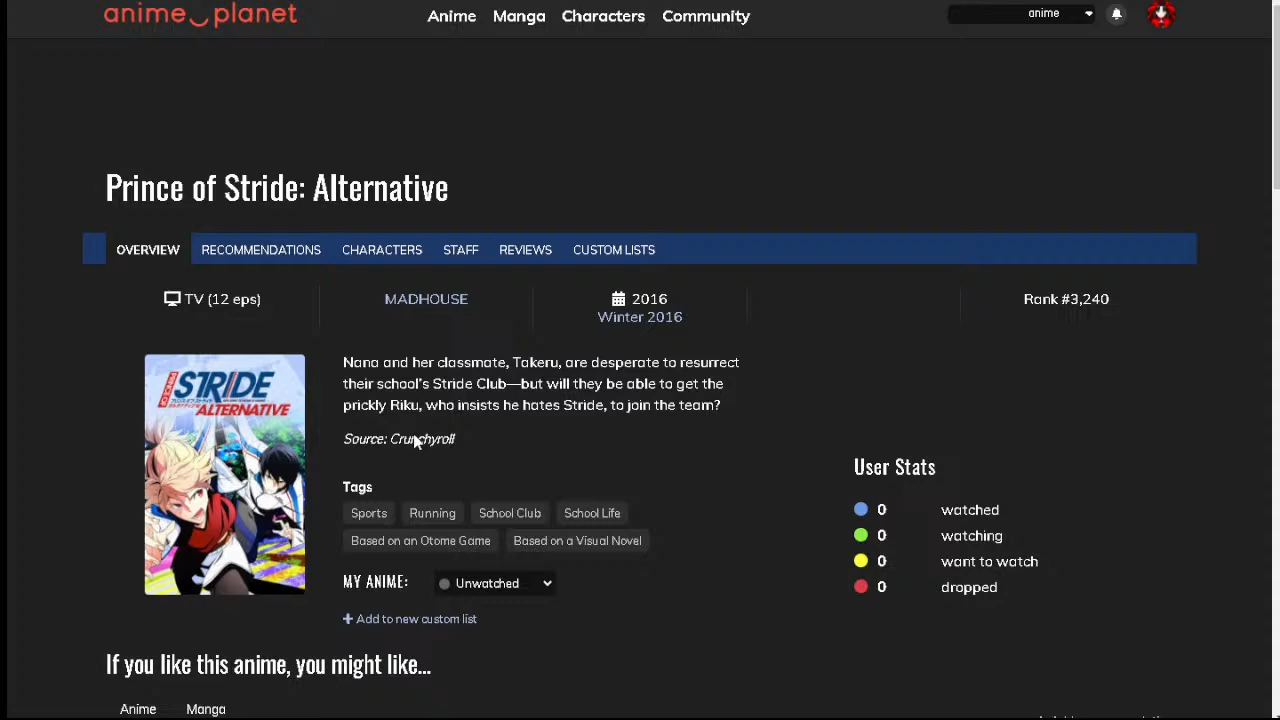 anime planet
Anime Manga Characters Community
anime
Prince of Stride: Alternative
OVERVIEW RECOMMENDATIONS CHARACTERS STAFF REVIEWS CUSTOM LISTS
TV (12 eps)
MADHOUSE
2016
Winter 2016
Rank #3,240
STRIDE
ALTERNATIVE
Nana and her classmate, Takeru, are desperate to resurrect
their school's Stride Club—but will they be able to get the
prickly Riku, who insists he hates Stride, to join the team?
Source: Crunchyroll
Tags
Sports Running School Club School Life
Based on an Otome Game Based on a Visual Novel
MY ANIME: Unwatched
+ Add to new custom list
User Stats
0 watched
0 watching
0 want to watch
0 dropped
If you like this anime, you might like...
Anime Manga